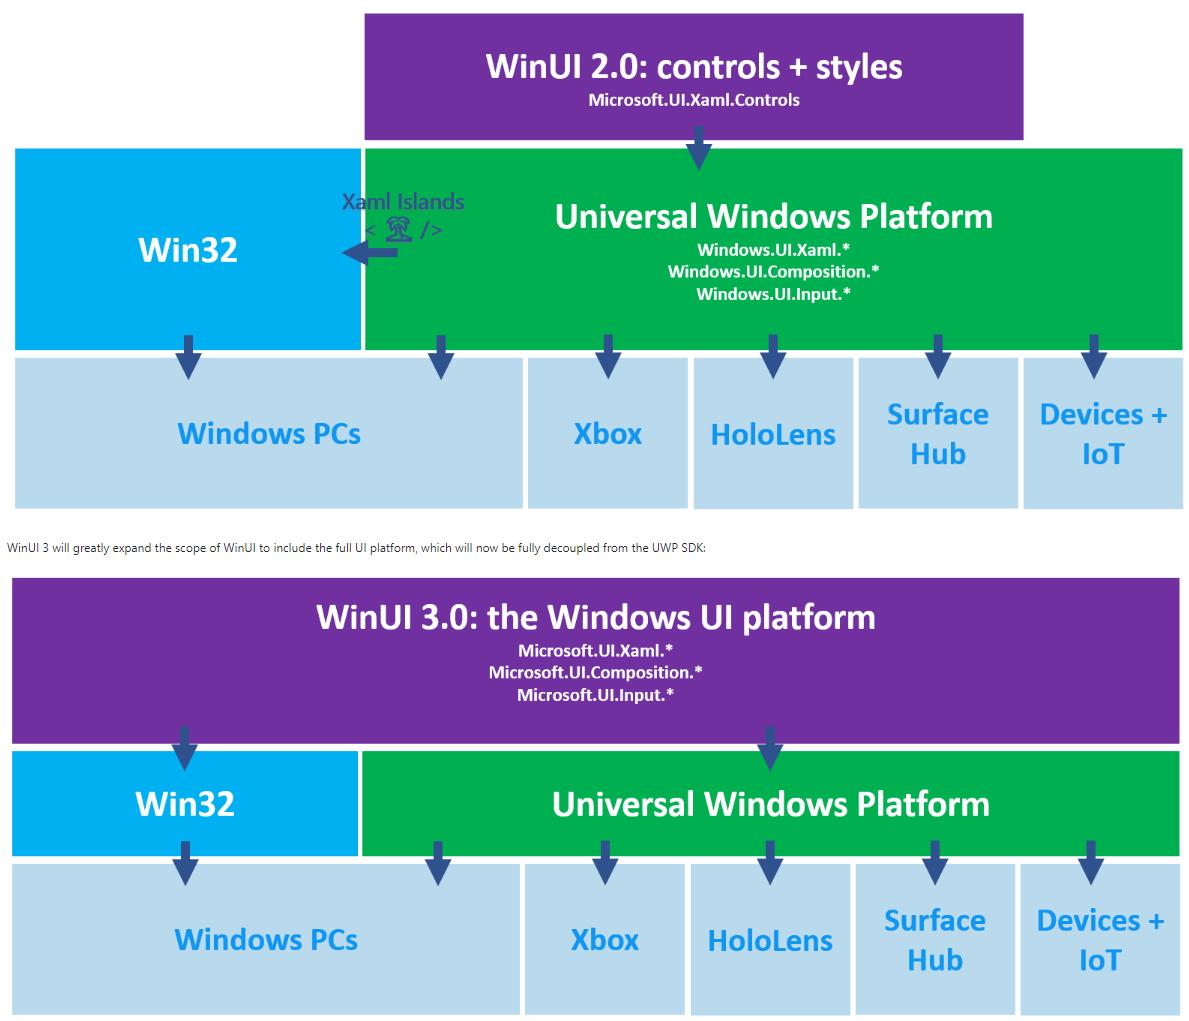 WinUI 2.0: controls + styles
Microsoft.UI.Xaml.Controls
Xaml Islands
< />
Win32
Universal Windows Platform
Windows.UI.Xaml.*
Windows.UI.Composition.*
Windows.UI.Input.*
Windows PCs
Xbox
HoloLens
Surface
Hub
Devices +
IoT
WinUI 3 will greatly expand the scope of WinUI to include the full UI platform, which will now be fully decoupled from the UWP SDK:
WinUI 3.0: the Windows UI platform
Microsoft.UI.Xaml.*
Microsoft.UI.Composition.*
Microsoft.UI.Input.*
Win32
Universal Windows Platform
Windows PCs
Xbox
HoloLens
Surface
Hub
Devices +
IoT